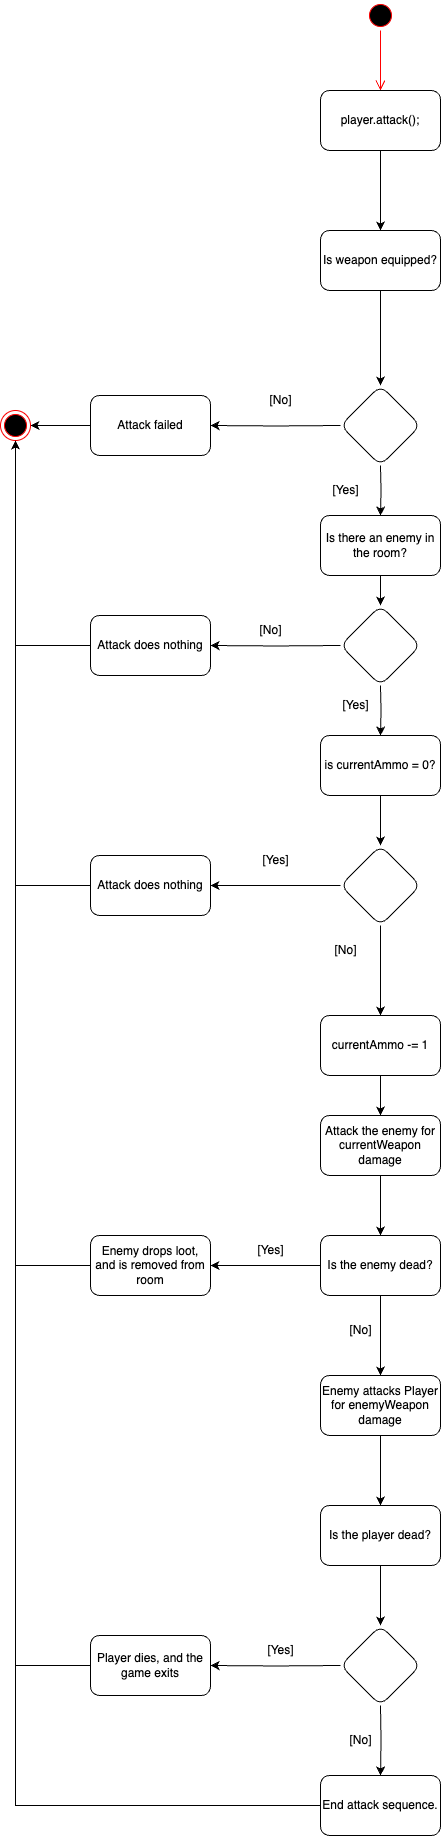 player.attack();
Is weapon equipped?
[No]
Attack failed
[Yes]
Is there an enemy in
the room?
[No]
Attack does nothing
[Yes]
is currentAmmo = 0?
[Yes]
Attack does nothing
[No]
currentAmmo -= 1
Attack the enemy for
currentWeapon
damage
[Yes]
Enemy drops loot,
and is removed from
room
Is the enemy dead?
[No]
Enemy attacks Player
for enemyWeapon
damage
Is the player dead?
[Yes]
Player dies, and the
game exits
[No]
End attack sequence.